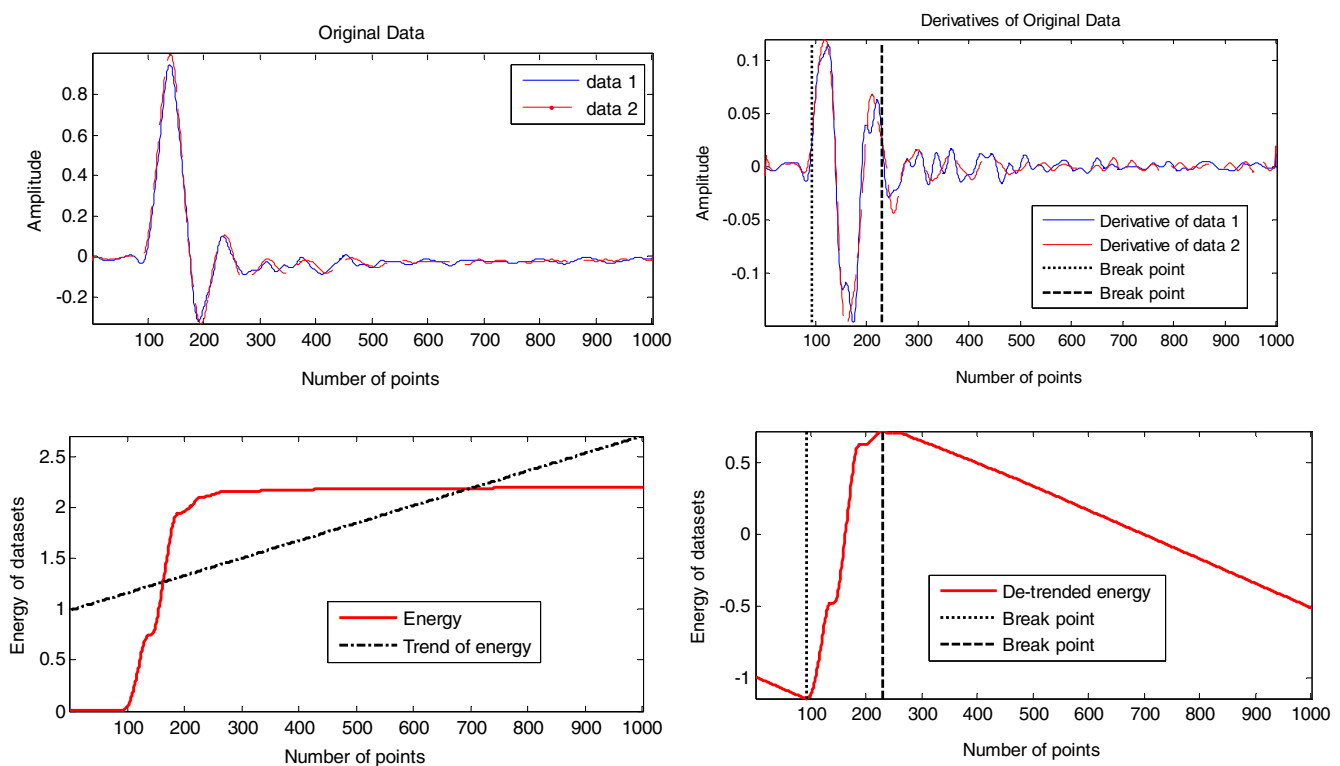 Original Data
Amplitude
0.8
0.6
0.4
0.2
0
-0.2
data 1
data 2
100 200 300 400 500 600 700 800 900 1000
Number of points
Derivatives of Original Data
Amplitude
0.1
0.05
0
-0.05
-0.1
Derivative of data 1
Derivative of data 2
Break point
Break point
100 200 300 400 500 600 700 800 900 1000
Number of points
Energy of datasets
2.5
2
1.5
1
0.5
0
Energy
Trend of energy
100 200 300 400 500 600 700 800 900 1000
Number of points
Energy of datasets
0.5
0
-0.5
-1
De-trended energy
Break point
Break point
100 200 300 400 500 600 700 800 900 1000
Number of points